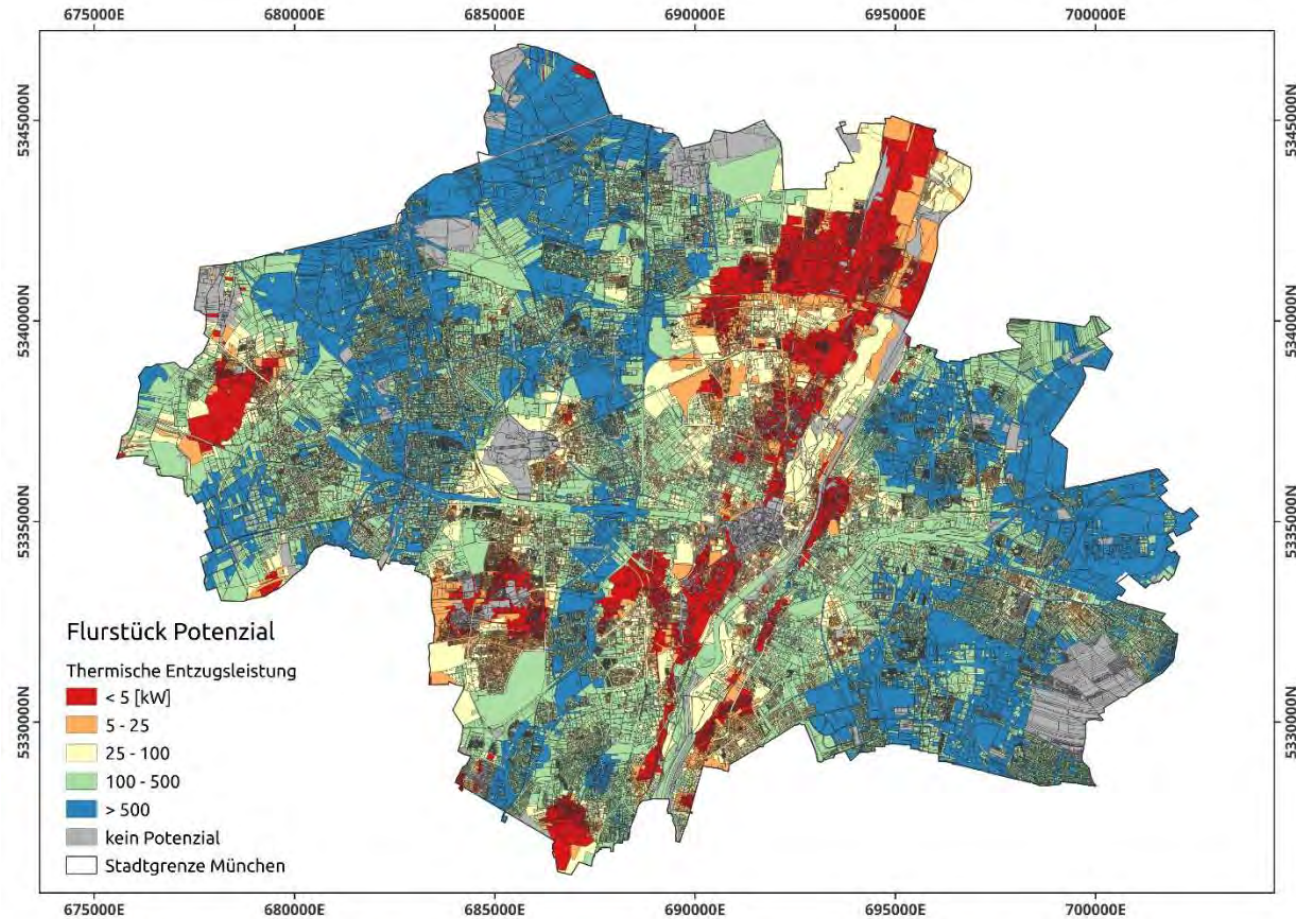 675000E 680000E 685000E 690000E 695000E 700000E
5345000N
5345000N
5340000N
5340000N
5335000N
5335000N
5330000N
5330000N
Flurstück Potenzial
Thermische Entzugsleistung
< 5 [kW]
5 - 25
25 - 100
100 - 500
> 500
kein Potenzial
Stadtgrenze München
675000E 680000E 685000E 690000E 695000E 700000E